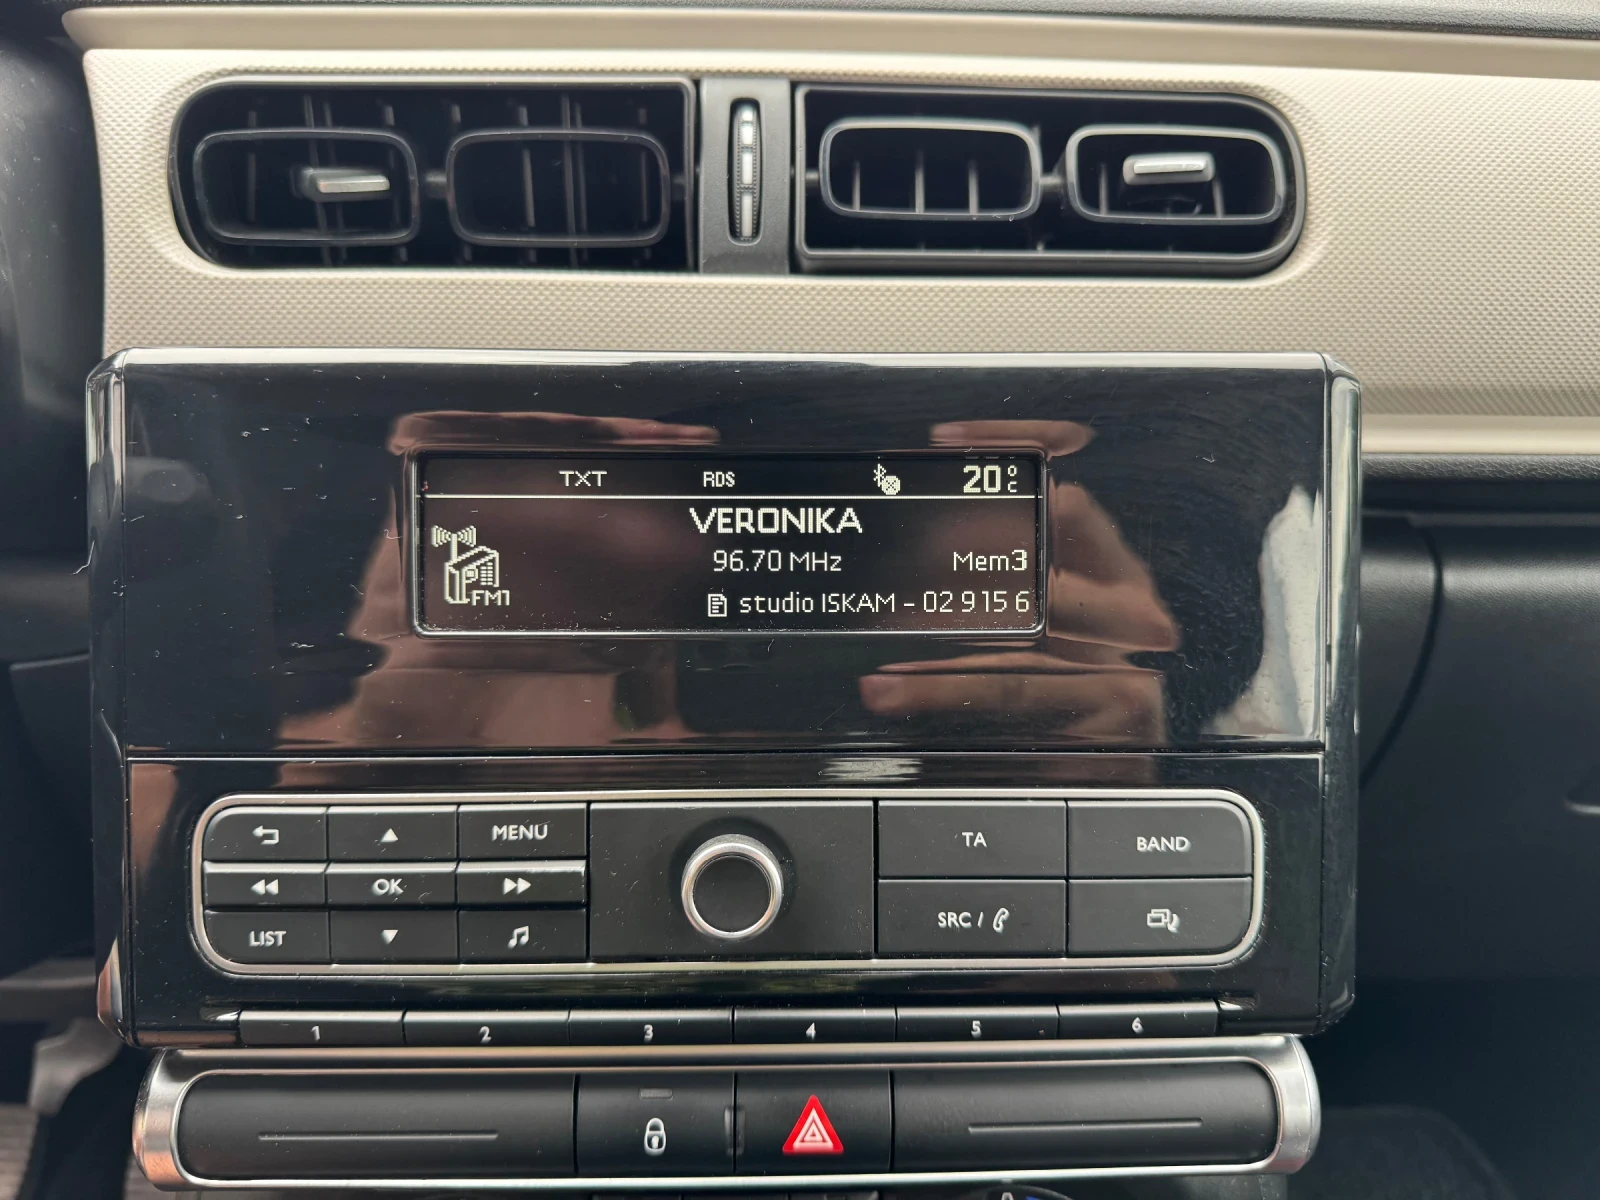 TXT RDS 20°C
VERONIKA
96.70 MHz Mem3
FM1
studio ISKAM - 02 915 6
MENU
TA
BAND
OK
SRC /
LIST
1 2 3 4 5 6